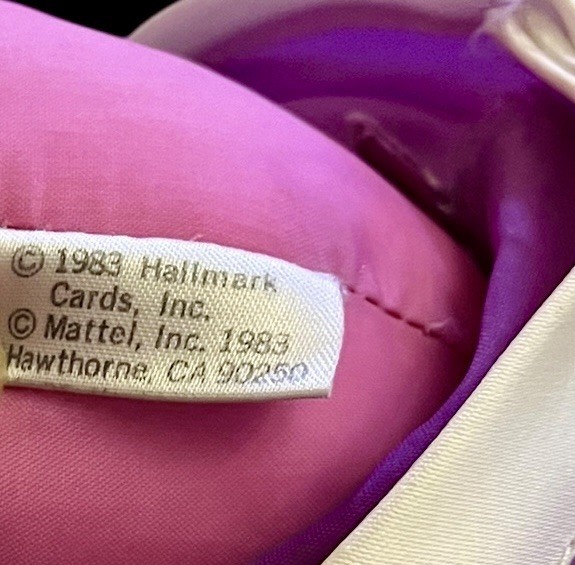 © 1983 Hallmark
Cards, Inc.
© Mattel, Inc. 1983
Hawthorne, CA 90250